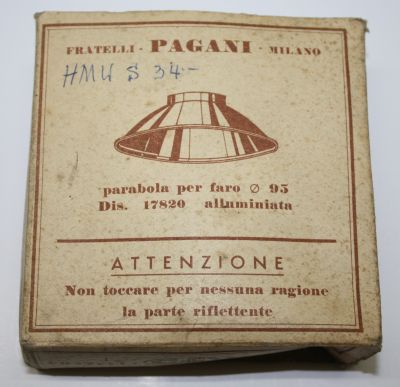 FRATELLI - PAGANI - MILANO
HMW S 34-
parabola per faro ⌀ 95
Dis. 17820 alluminiata
ATTENZIONE
Non toccare per nessuna ragione
la parte riflettente